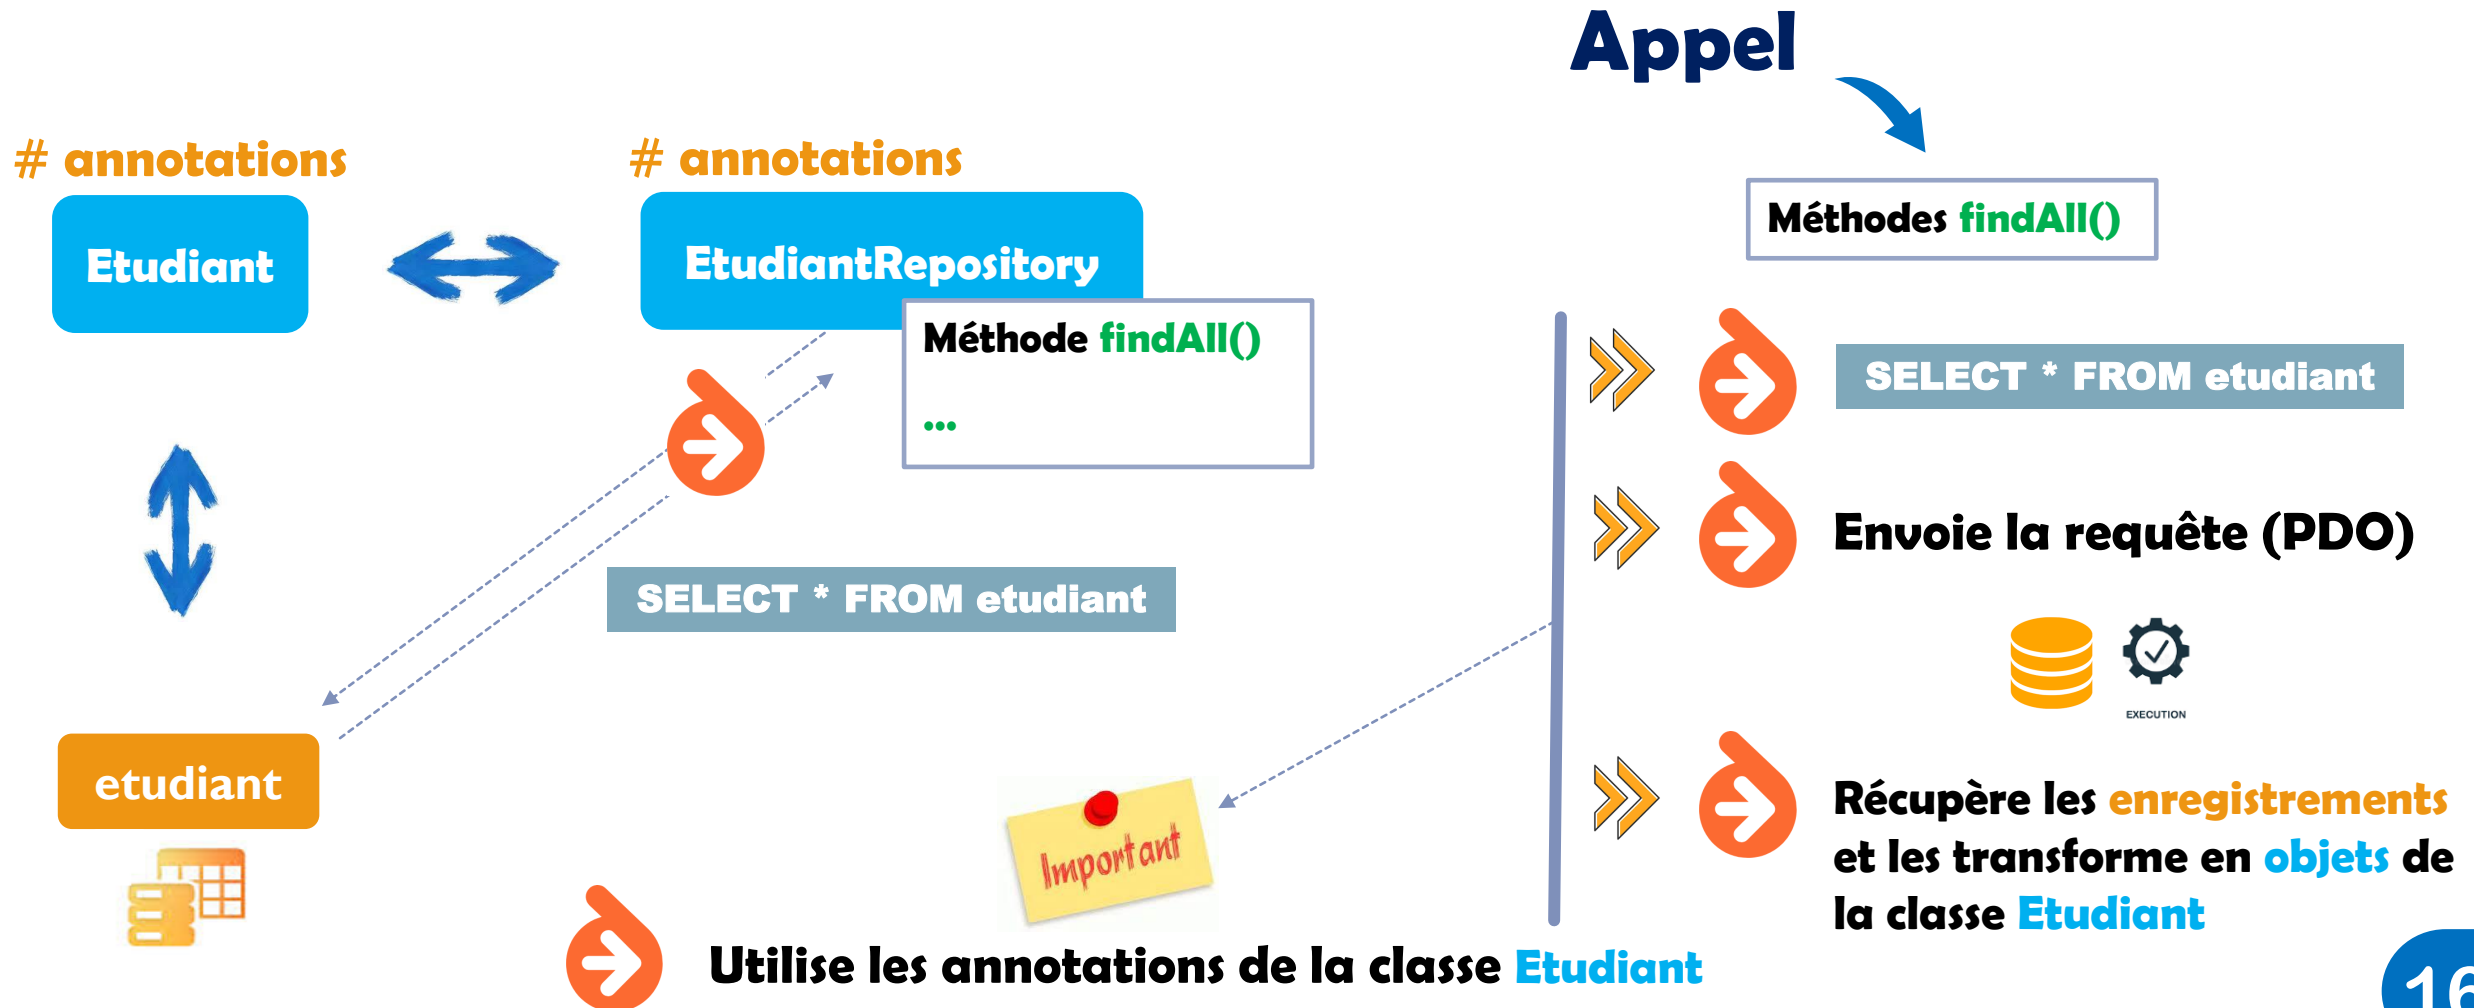 Appel
# annotations
# annotations
Etudiant
EtudiantRepository
Méthode findAll()
...
Méthodes findAll()
SELECT * FROM etudiant
Envoie la requête (PDO)
EXECUTION
SELECT * FROM etudiant
etudiant
Important
Récupère les enregistrements
et les transforme en objets de
la classe Etudiant
Utilise les annotations de la classe Etudiant
16